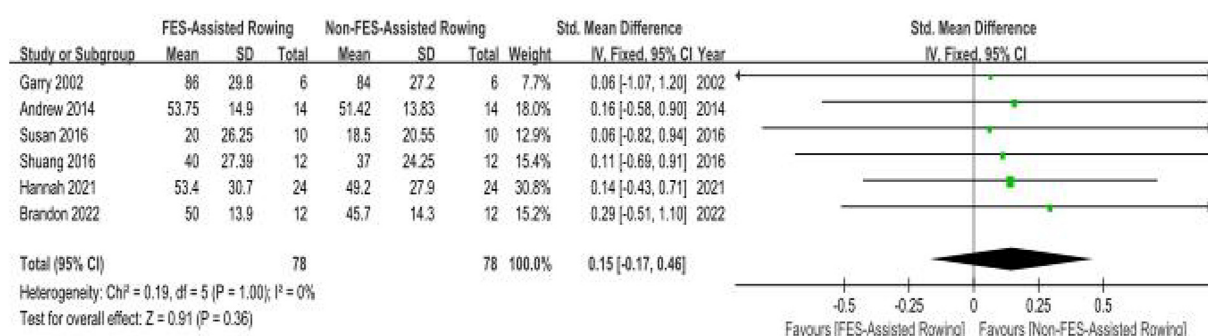 FES-Assisted Rowing Non-FES-Assisted Rowing Std. Mean Difference Std. Mean Difference
Study or Subgroup Mean SD Total Mean SD Total Weight IV, Fixed, 95% CI Year IV, Fixed, 95% CI
Garry 2002 86 29.8 6 84 27.2 6 7.7% 0.06 [-1.07, 1.20] 2002
Andrew 2014 53.75 14.9 14 51.42 13.83 14 18.0% 0.16 [-0.58, 0.90] 2014
Susan 2016 20 26.25 10 18.5 20.55 10 12.9% 0.06 [-0.82, 0.94] 2016
Shuang 2016 40 27.39 12 37 24.25 12 15.4% 0.11 [-0.69, 0.91] 2016
Hannah 2021 53.4 30.7 24 49.2 27.9 24 30.8% 0.14 [-0.43, 0.71] 2021
Brandon 2022 50 13.9 12 45.7 14.3 12 15.2% 0.29 [-0.51, 1.10] 2022
Total (95% CI) 78 78 100.0% 0.15 [-0.17, 0.46]
Heterogeneity: Chi² = 0.19, df = 5 (P = 1.00); I² = 0%
Test for overall effect: Z = 0.91 (P = 0.36)
-0.5 -0.25 0 0.25 0.5
Favours [FES-Assisted Rowing] Favours [Non-FES-Assisted Rowing]